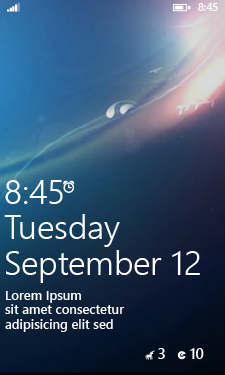 8:45
8:45
Tuesday
September 12
Lorem Ipsum
sit amet consectetur
adipisicing elit sed
3 10